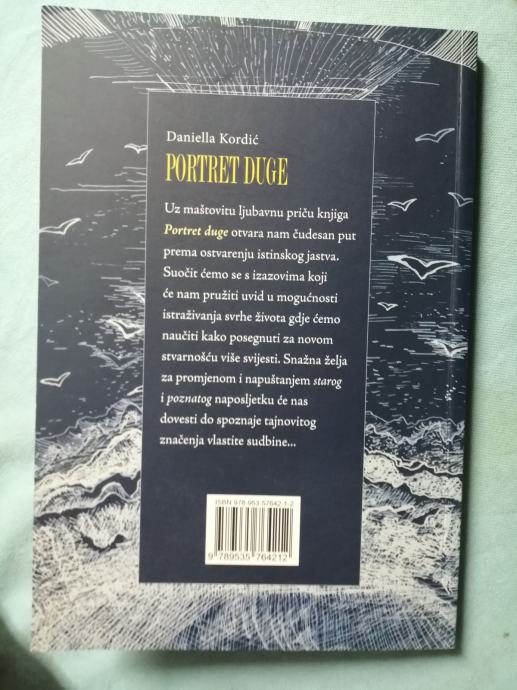 Daniella Kordić
PORTRET DUGE
Uz maštovitu ljubavnu priču knjiga
Portret duge otvara nam čudesan put
prema ostvarenju istinskog jastva.
Suočit ćemo se s izazovima koji
će nam pružiti uvid u mogućnosti
istraživanja svrhe života gdje ćemo
naučiti kako posegnuti za novom
stvarnošću više svijesti. Snažna želja
za promjenom i napuštanjem starog
i poznatog naposljetku će nas
dovesti do spoznaje tajnovitog
značenja vlastite sudbine...
ISBN 978-953-57642-1-2
9 789535 764212